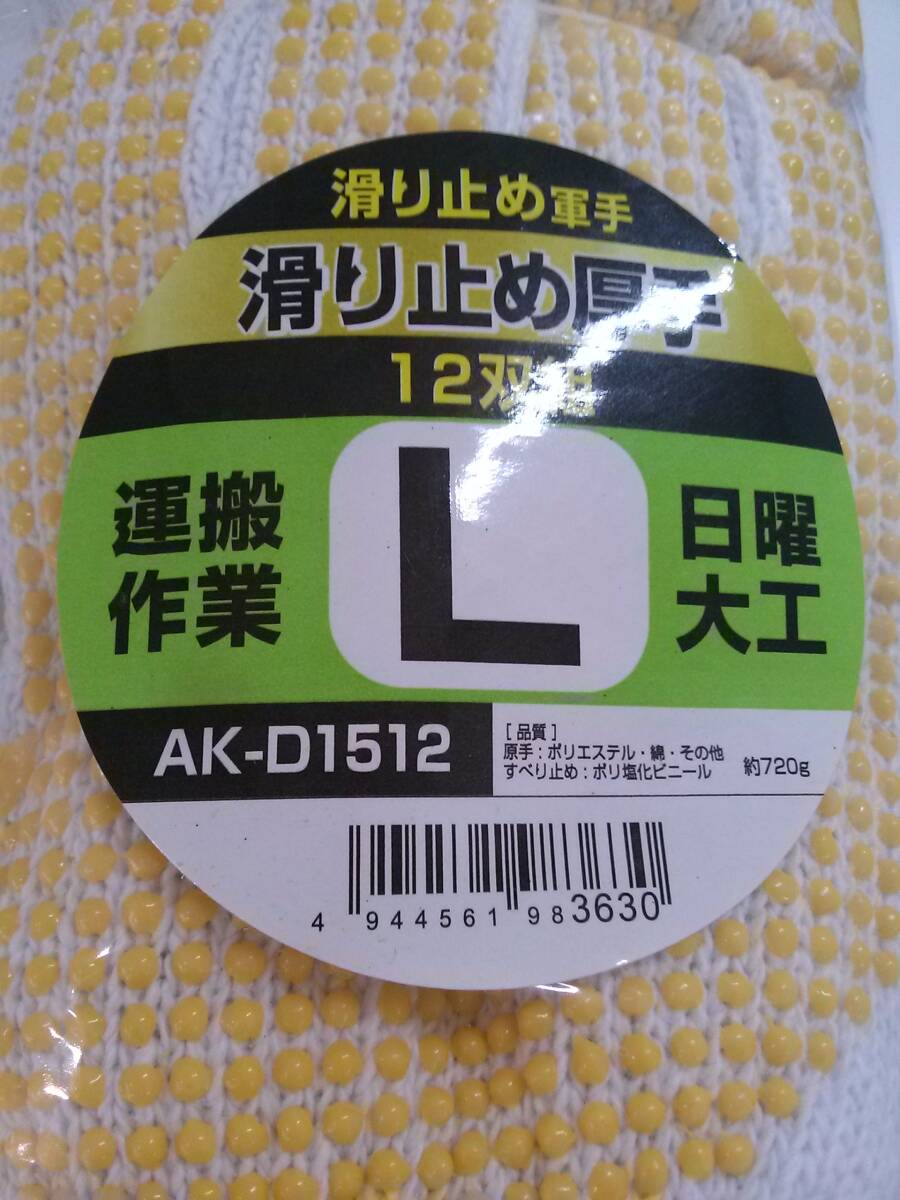 滑り止め軍手
滑り止め厚手
12双組
運搬
作業
L
日曜
大工
AK-D1512
[品質]
原手:ポリエステル・綿・その他
すべり止め:ポリ塩化ビニール 約720g
4 944561 983630